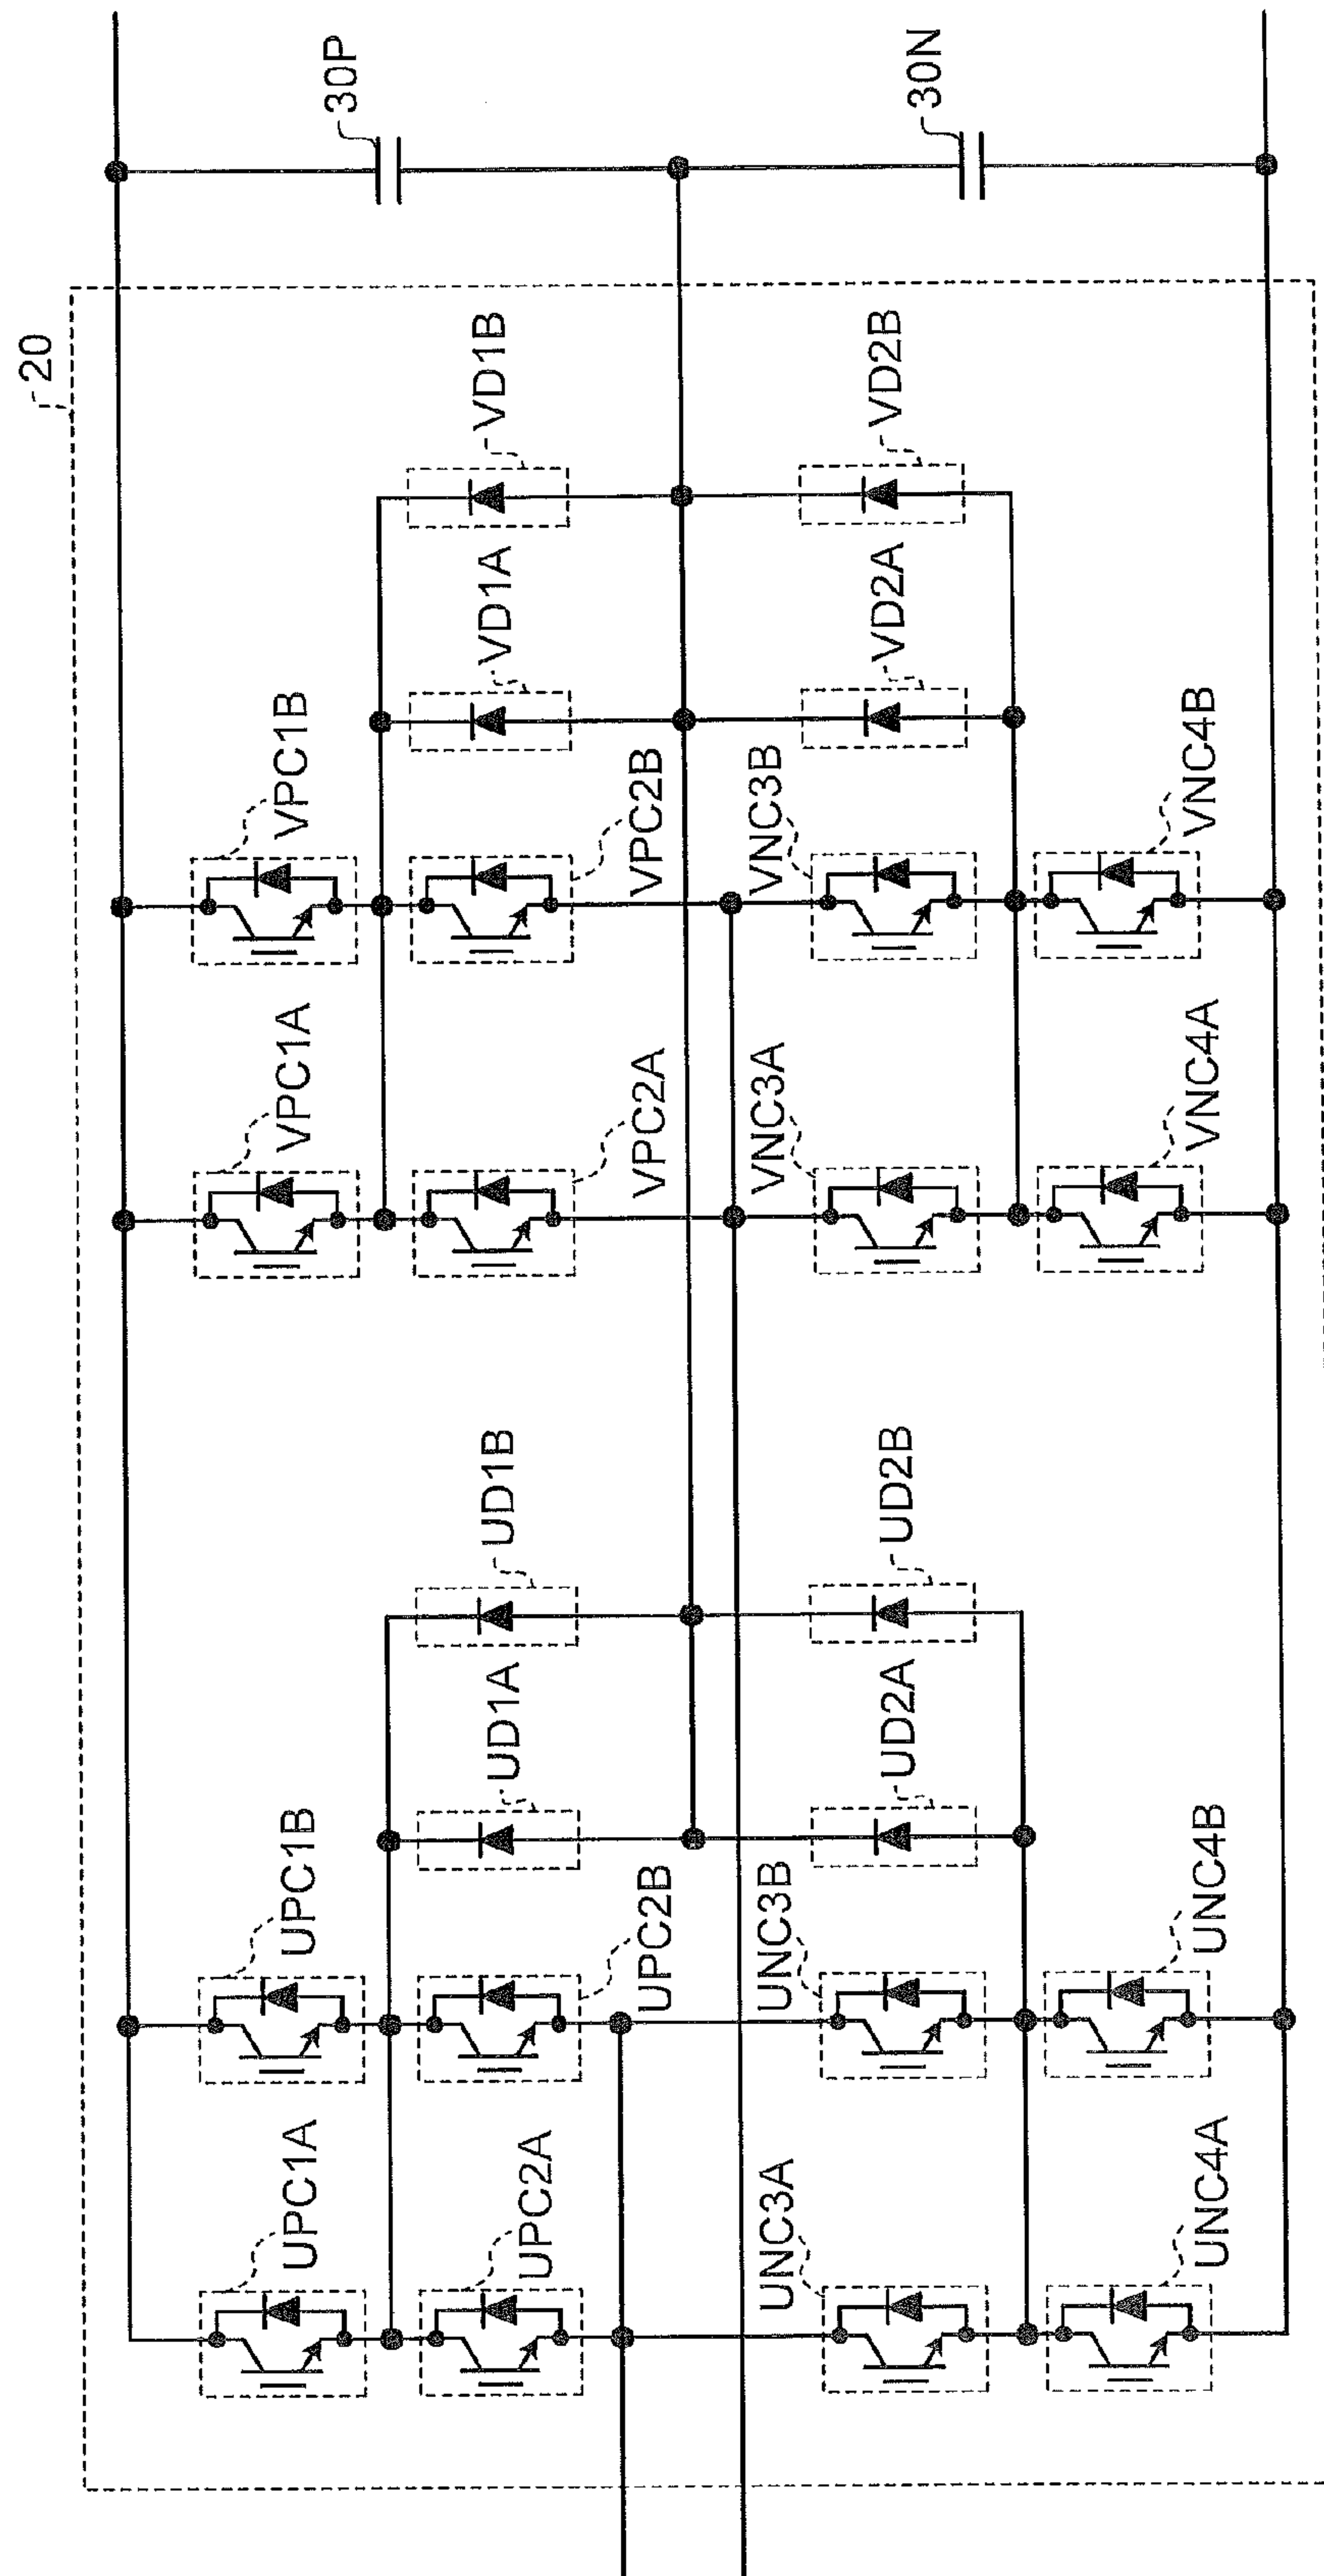 20
30P
30N
UPC1A
UPC1B
UD1A
UD1B
VPC1A
VPC1B
VD1A
VD1B
UPC2A
UPC2B
VPC2A
VPC2B
UNC3A
UNC3B
UD2A
UD2B
VNC3A
VNC3B
VD2A
VD2B
UNC4A
UNC4B
VNC4A
VNC4B